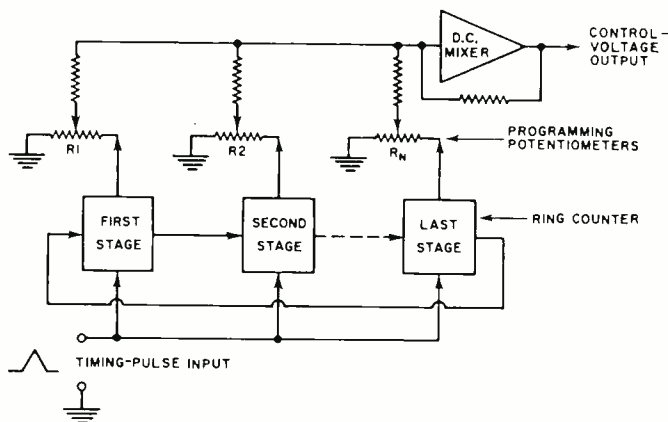 D.C.
MIXER
CONTROL-
VOLTAGE
OUTPUT
R1
R2
RN
PROGRAMMING
POTENTIOMETERS
FIRST
STAGE
SECOND
STAGE
LAST
STAGE
RING COUNTER
TIMING-PULSE INPUT